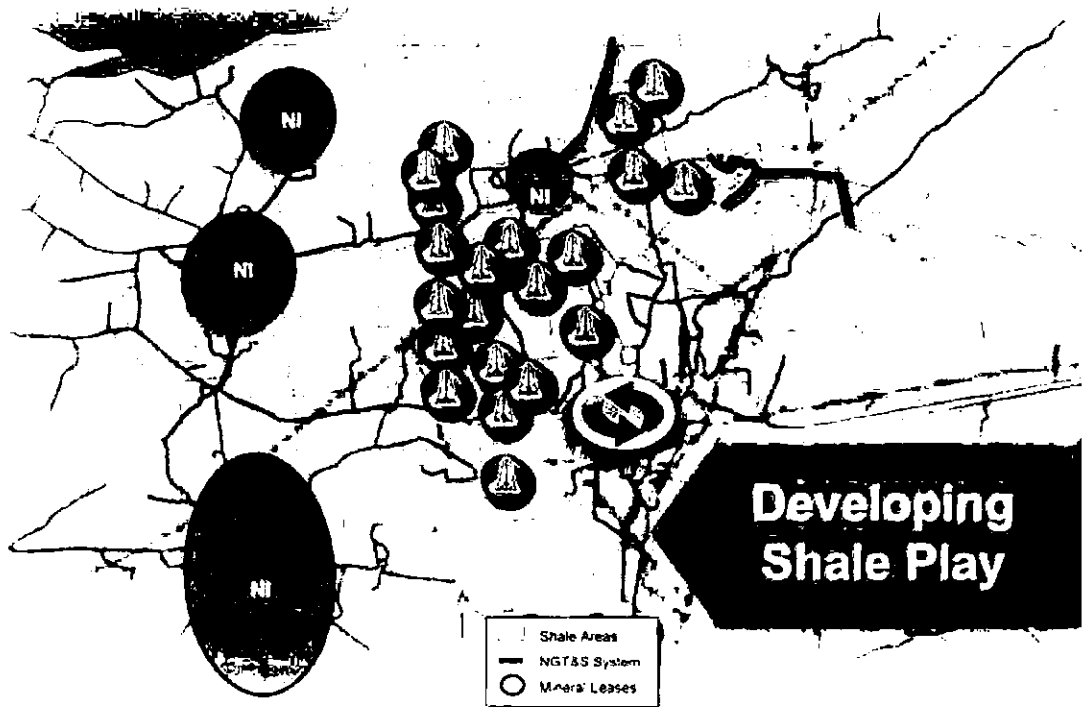 NI
NI
NI
NI
Developing
Shale Play
Shale Areas
NGT&S System
Mineral Leases